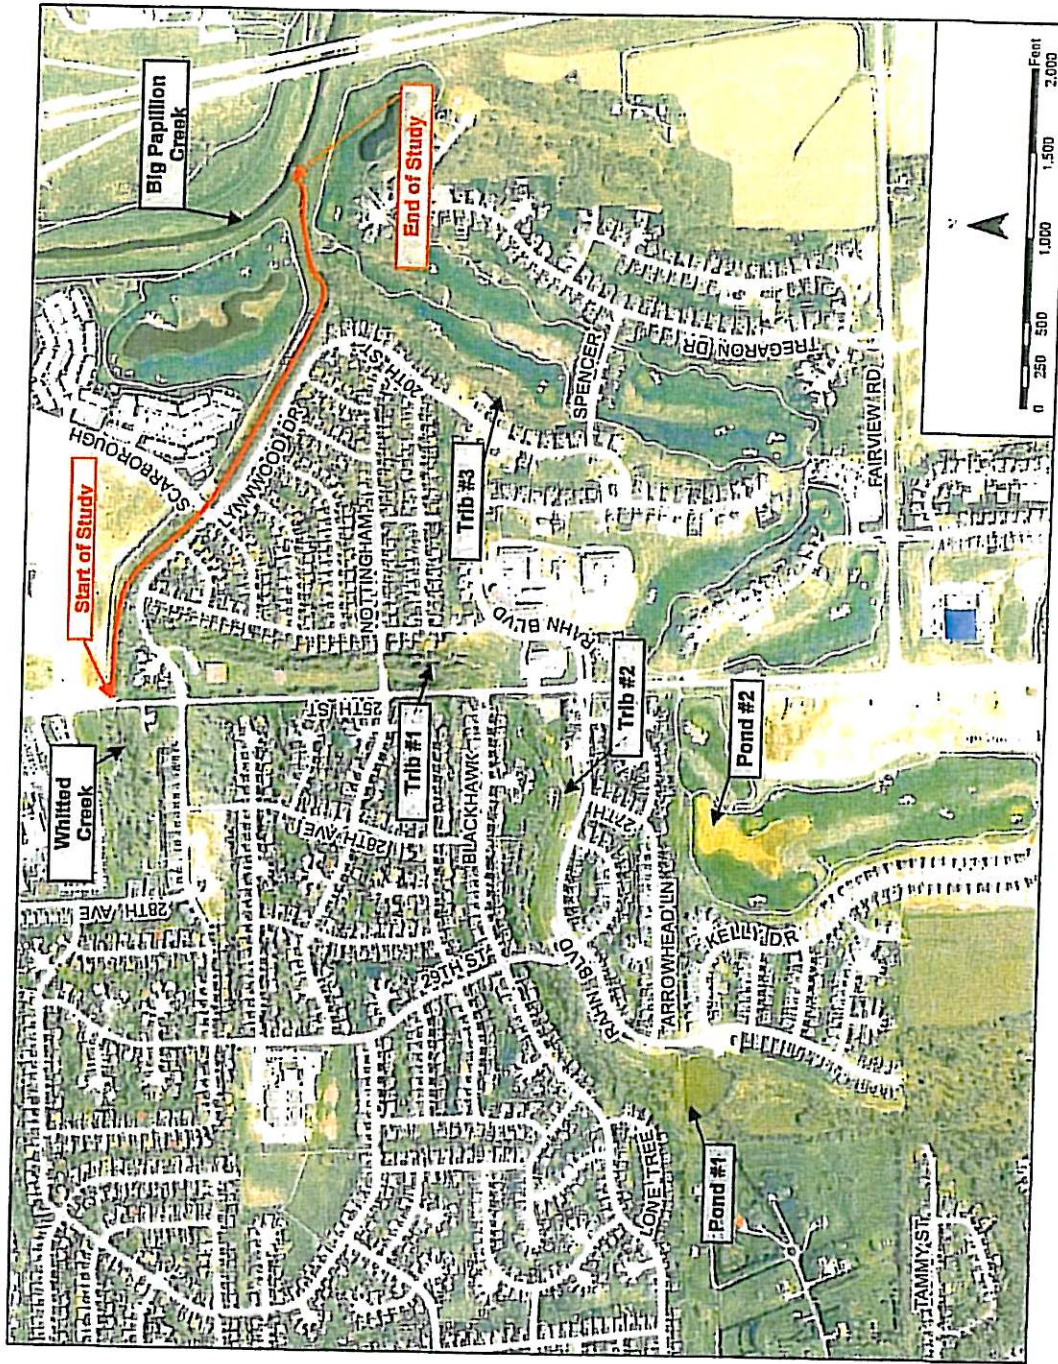 Big Papillion
Creek
Start of Study
End of Study
Whitted
Creek
SCARBOROUGH
LYNNWOOD DR
20TH ST
NOTTINGHAM
Trib #3
SPENCER
TREGARON DR
FAIRVIEW RD
RAHN BLVD
25TH ST
Trib #1
Trib #2
BLACKHAWK
28TH AVE
28TH AVE
27TH
Pond #2
ARROWHEAD LN
KELLY DR
29TH ST
RAHN BLVD
LONE TREE
Pond #1
TAMMY ST
0 250 500 1,000 1,500 2,000
Feet